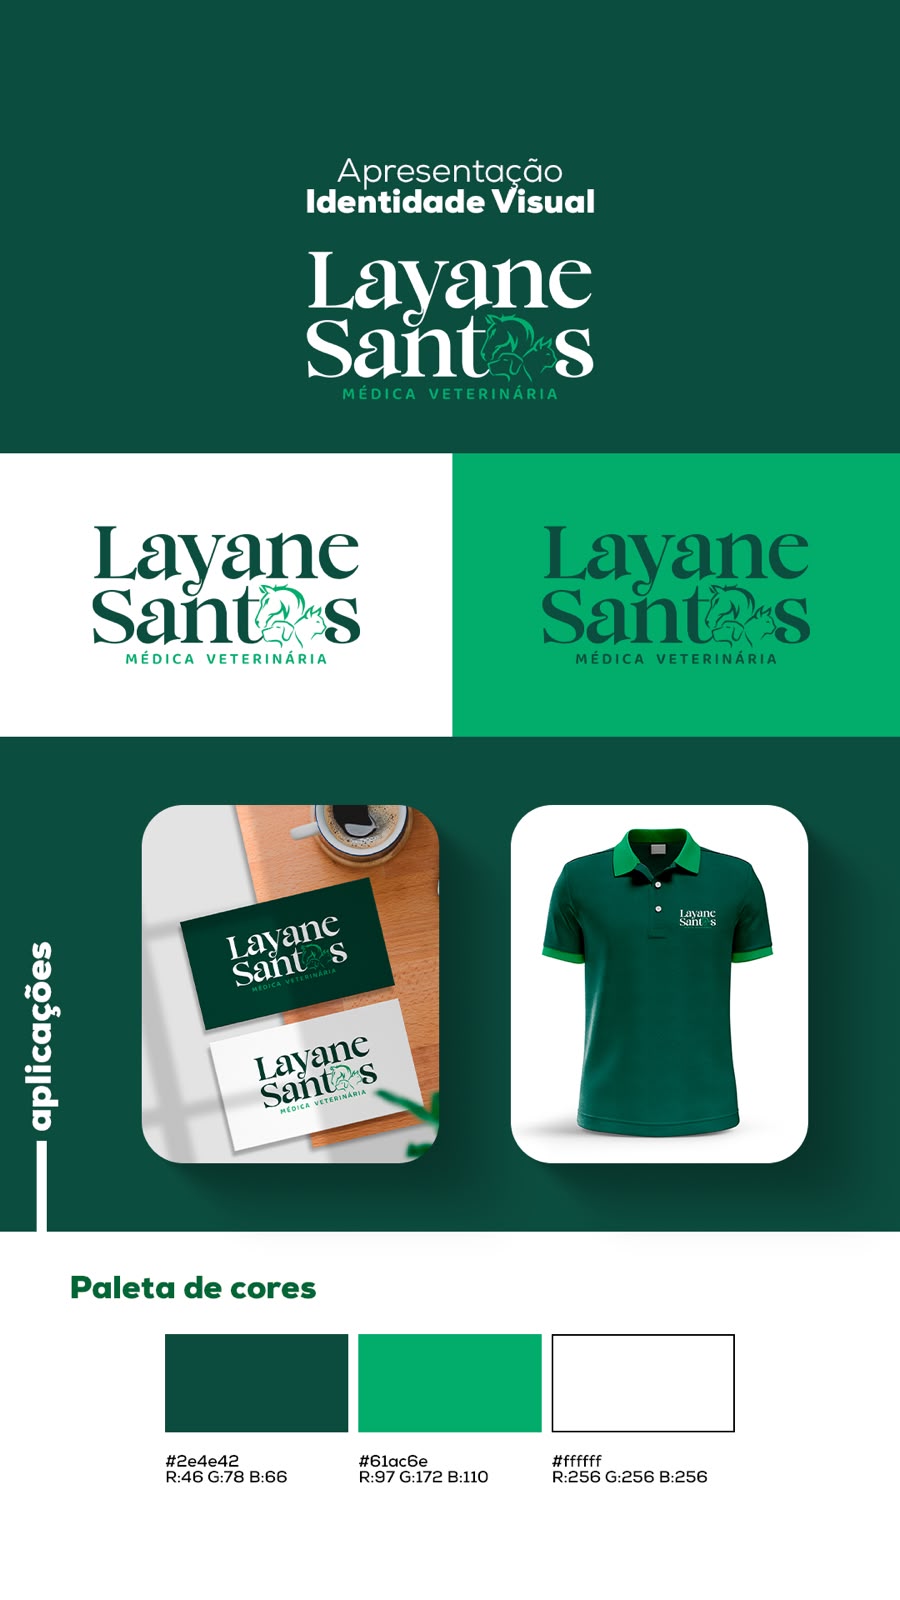 Apresentação
Identidade Visual
Layane
Santos
MÉDICA VETERINÁRIA
Layane
Santos
MÉDICA VETERINÁRIA
Layane
Santos
MÉDICA VETERINÁRIA
aplicações
Layane
Santos
MÉDICA VETERINÁRIA
Layane
Santos
MÉDICA VETERINÁRIA
Layane
Santos
Paleta de cores
#2e4e42
R:46 G:78 B:66
#61ac6e
R:97 G:172 B:110
#ffffff
R:256 G:256 B:256